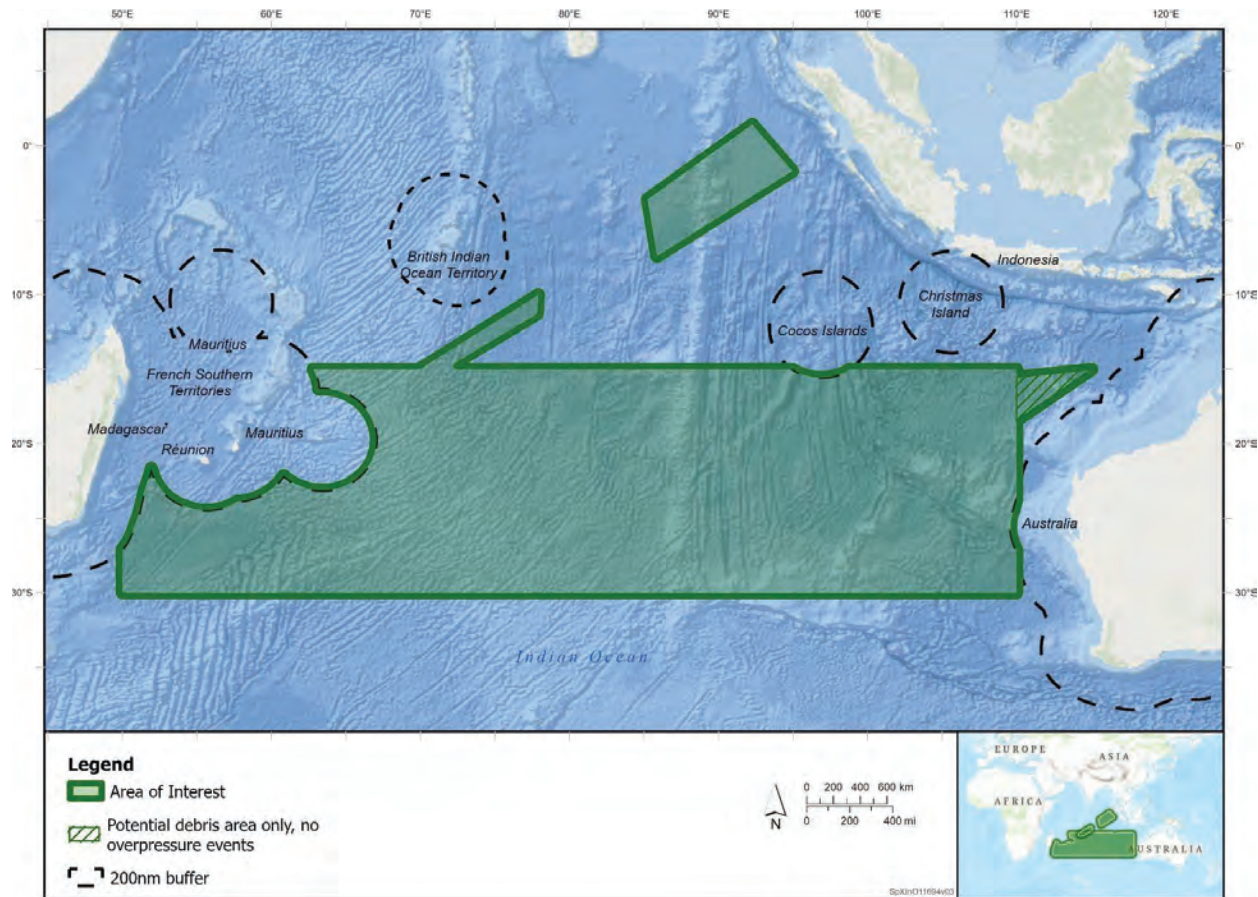 50°E
60°E
70°E
80°E
90°E
100°E
110°E
120°E
0°
0°
British Indian
Ocean Territory
Indonesia
10°S
10°S
Christmas
Island
Cocos Islands
Mauritius
French Southern
Territories
Madagascar
Mauritius
Réunion
20°S
20°S
Australia
30°S
30°S
Indian Ocean
Legend
Area of Interest
Potential debris area only, no
overpressure events
200nm buffer
N
0 200 400 600 km
0 200 400 mi
EUROPE
ASIA
AFRICA
AUSTRALIA